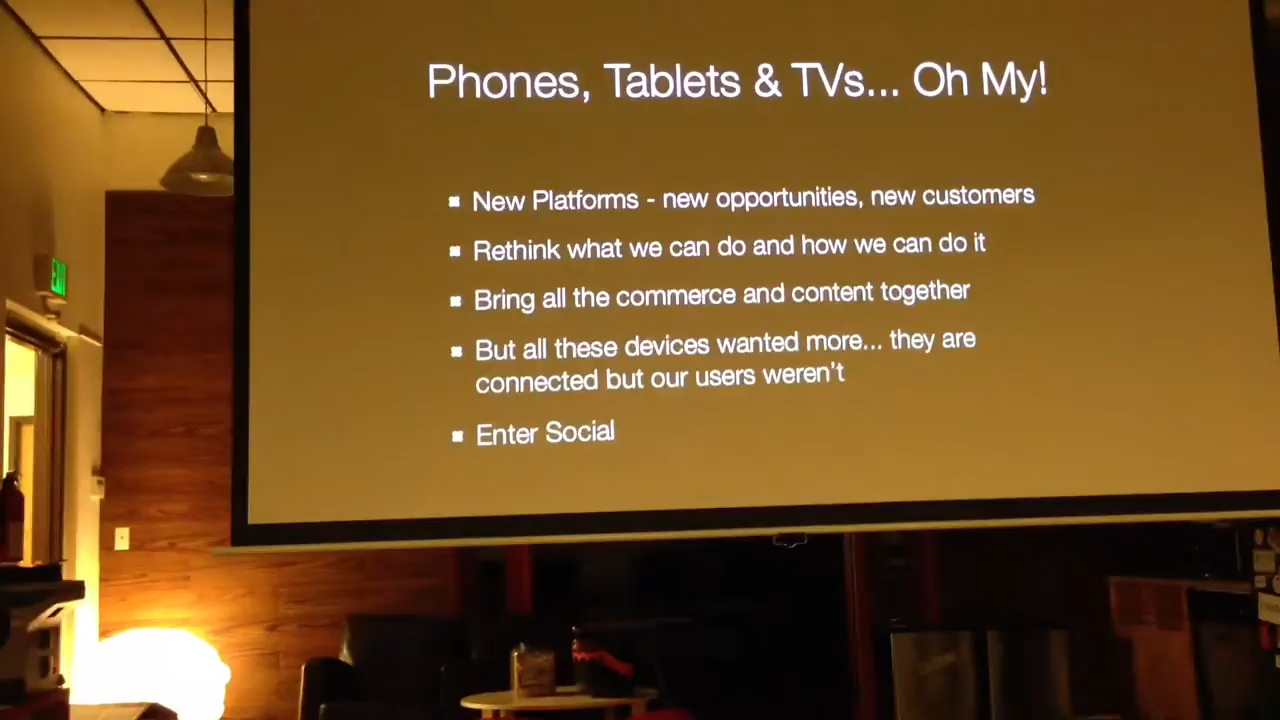 Phones, Tablets & TVs... Oh My!
New Platforms - new opportunities, new customers
Rethink what we can do and how we can do it
Bring all the commerce and content together
But all these devices wanted more... they are
connected but our users weren't
Enter Social
EXIT